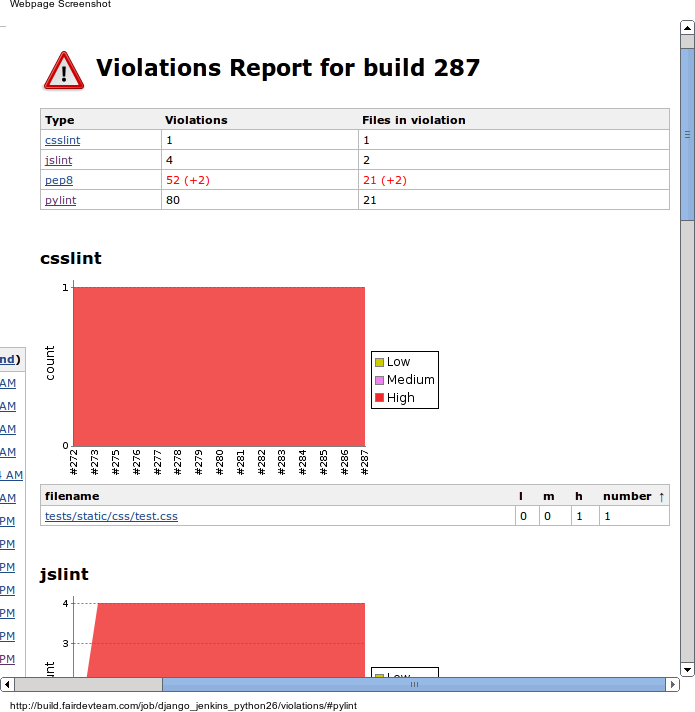 Webpage Screenshot
Violations Report for build 287
Type Violations Files in violation
csslint 1 1
jslint 4 2
pep8 52 (+2) 21 (+2)
pylint 80 21
csslint
1
count
0
#272 #273 #275 #276 #277 #278 #279 #280 #281 #282 #283 #284 #285 #286 #287
Low
Medium
High
nd)
AM
AM
AM
AM
AM
AM
PM
PM
PM
PM
PM
PM
PM
filename l m h number ↑
tests/static/css/test.css 0 0 1 1
jslint
4
3
unt
Low
http://build.fairdevteam.com/job/django_jenkins_python26/violations/#pylint